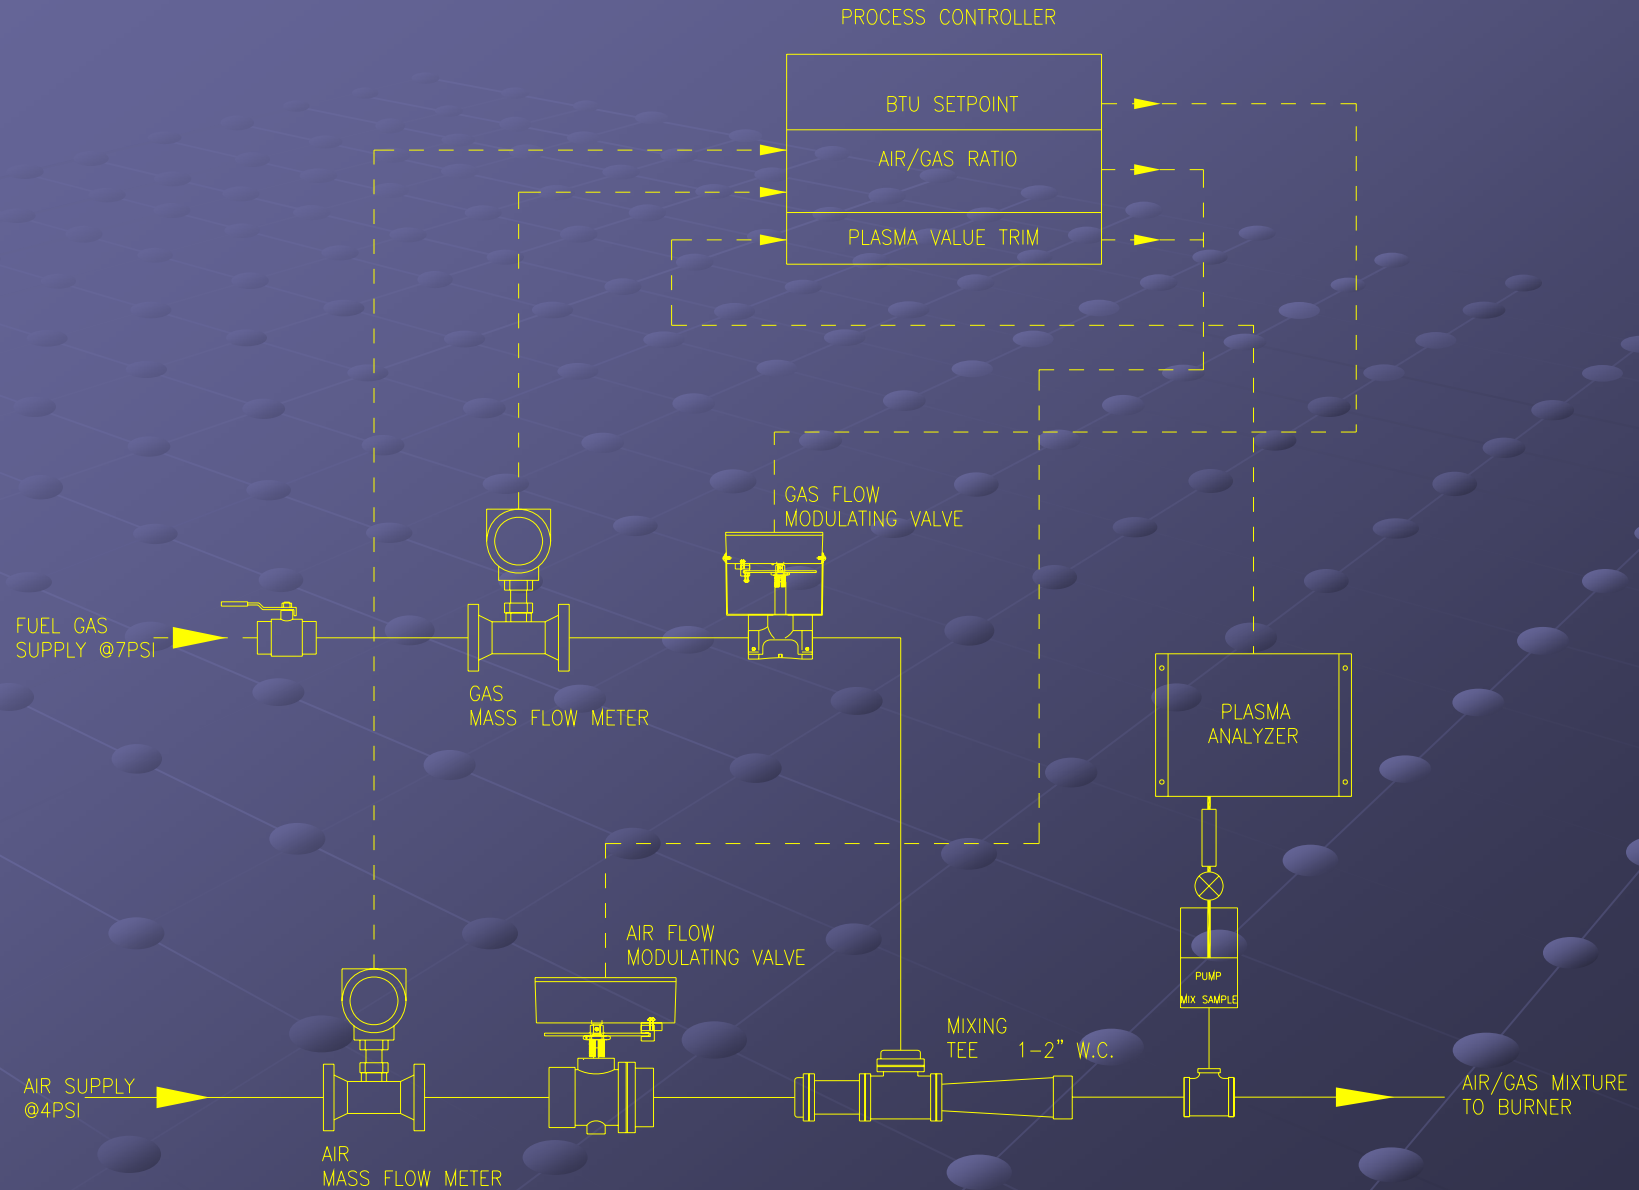 PROCESS CONTROLLER
BTU SETPOINT
AIR/GAS RATIO
PLASMA VALUE TRIM
GAS FLOW
MODULATING VALVE
FUEL GAS
SUPPLY @7PSI
GAS
MASS FLOW METER
PLASMA
ANALYZER
AIR FLOW
MODULATING VALVE
PUMP
MIX SAMPLE
MIXING
TEE 1-2" W.C.
AIR SUPPLY
@4PSI
AIR/GAS MIXTURE
TO BURNER
AIR
MASS FLOW METER